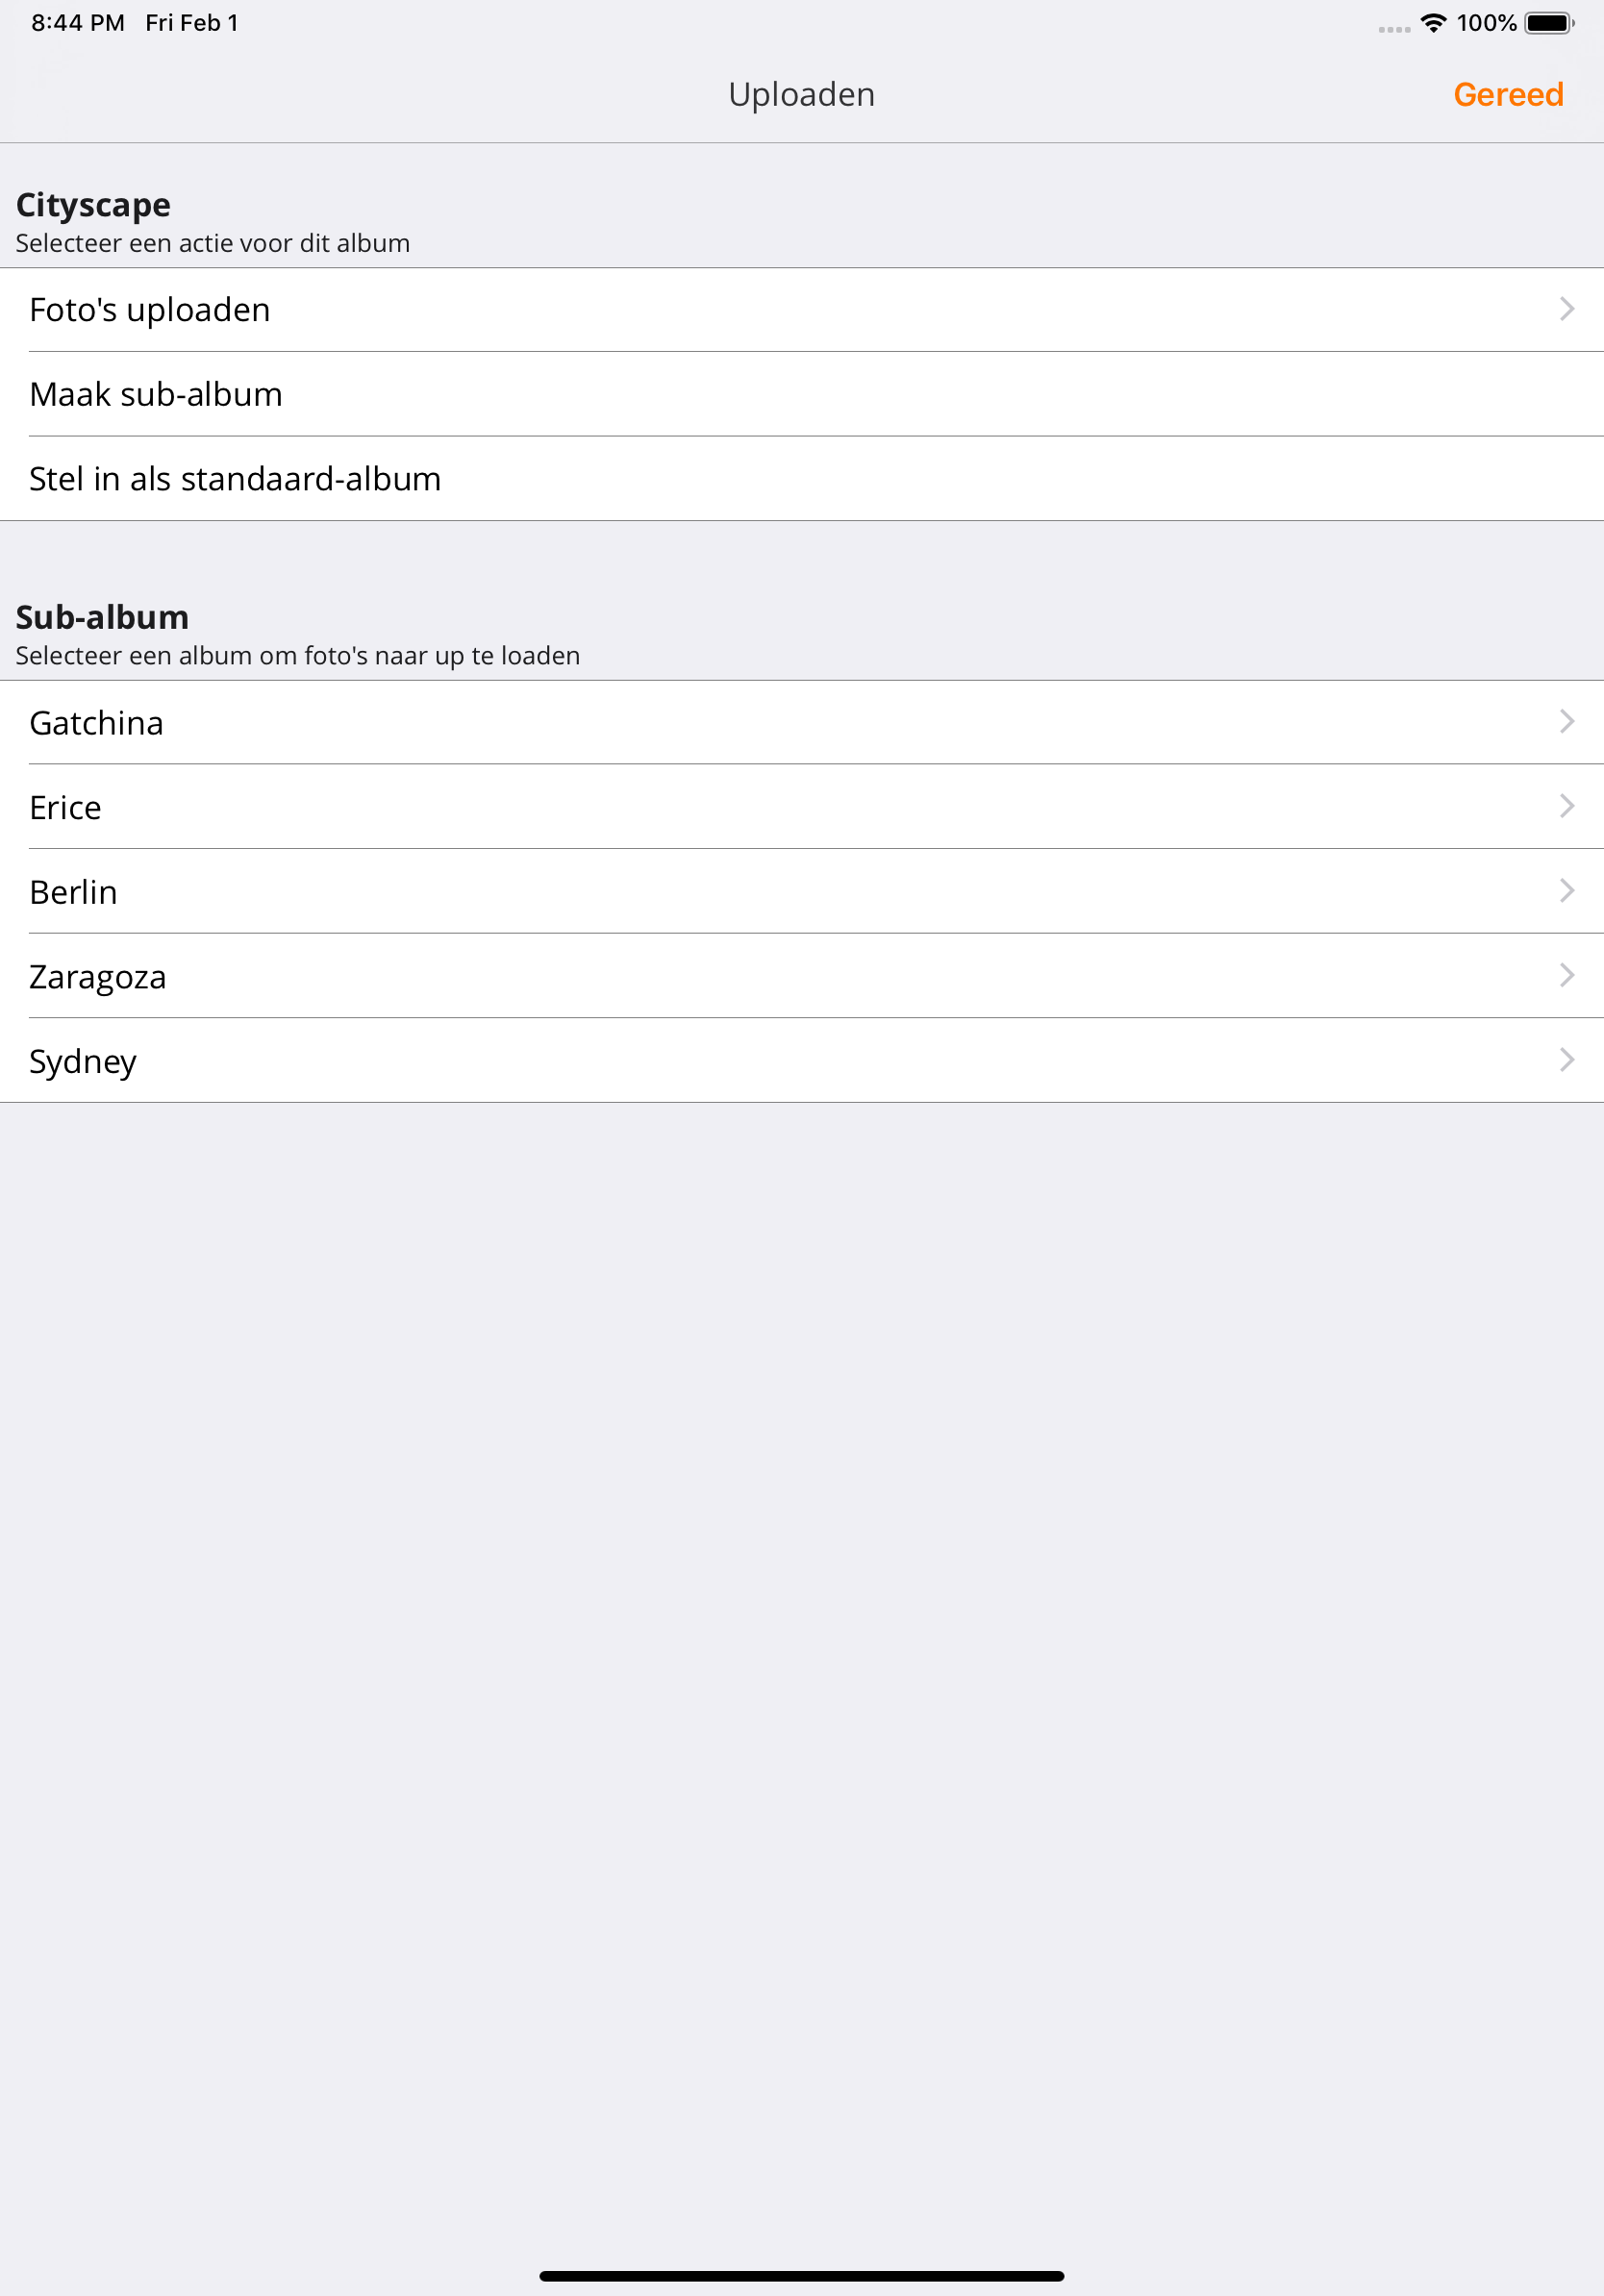 8:44 PM Fri Feb 1 100%
Uploaden Gereed
Cityscape
Selecteer een actie voor dit album
Foto's uploaden
Maak sub-album
Stel in als standaard-album
Sub-album
Selecteer een album om foto's naar up te loaden
Gatchina
Erice
Berlin
Zaragoza
Sydney